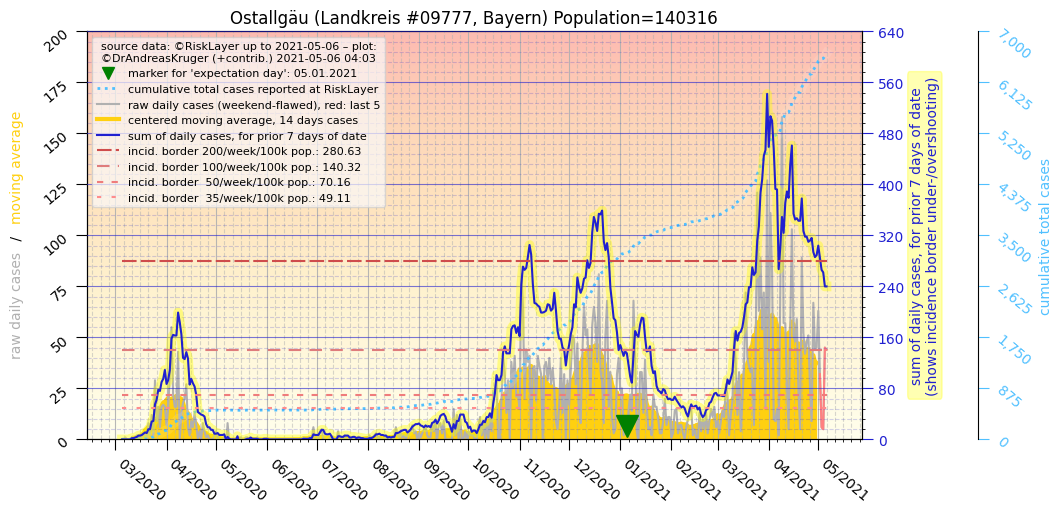 Ostallgäu (Landkreis #09777, Bayern) Population=140316
source data: ©RiskLayer up to 2021-05-06 – plot:
©DrAndreasKruger (+contrib.) 2021-05-06 04:03
marker for 'expectation day': 05.01.2021
cumulative total cases reported at RiskLayer
raw daily cases (weekend-flawed), red: last 5
centered moving average, 14 days cases
sum of daily cases, for prior 7 days of date
incid. border 200/week/100k pop.: 280.63
incid. border 100/week/100k pop.: 140.32
incid. border  50/week/100k pop.: 70.16
incid. border  35/week/100k pop.: 49.11
raw daily cases / moving average
200
175
150
125
100
75
50
25
0
03/2020
04/2020
05/2020
06/2020
07/2020
08/2020
09/2020
10/2020
11/2020
12/2020
01/2021
02/2021
03/2021
04/2021
05/2021
640
560
480
400
320
240
160
80
0
sum of daily cases, for prior 7 days of date
(shows incidence border under-/overshooting)
7,000
6,125
5,250
4,375
3,500
2,625
1,750
875
0
cumulative total cases